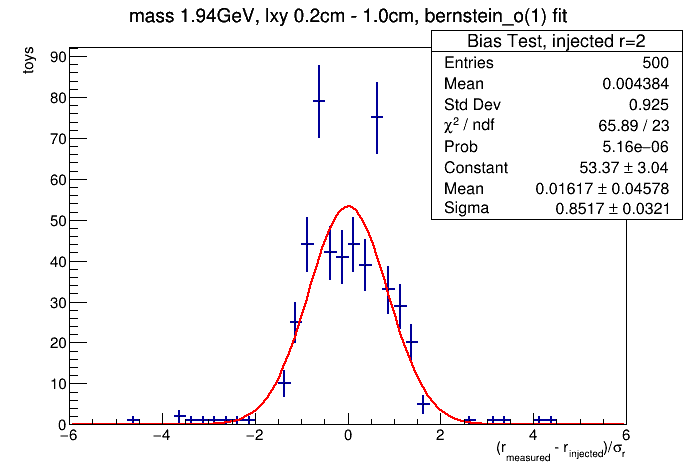 mass 1.94GeV, lxy 0.2cm - 1.0cm, bernstein_o(1) fit
Bias Test, injected r=2
Entries 500
Mean 0.004384
Std Dev 0.925
χ² / ndf 65.89 / 23
Prob 5.16e−06
Constant 53.37 ± 3.04
Mean 0.01617 ± 0.04578
Sigma 0.8517 ± 0.0321
toys
90
80
70
60
50
40
30
20
10
0
−6 −4 −2 0 2 4 6
(r_measured - r_injected)/σ_r